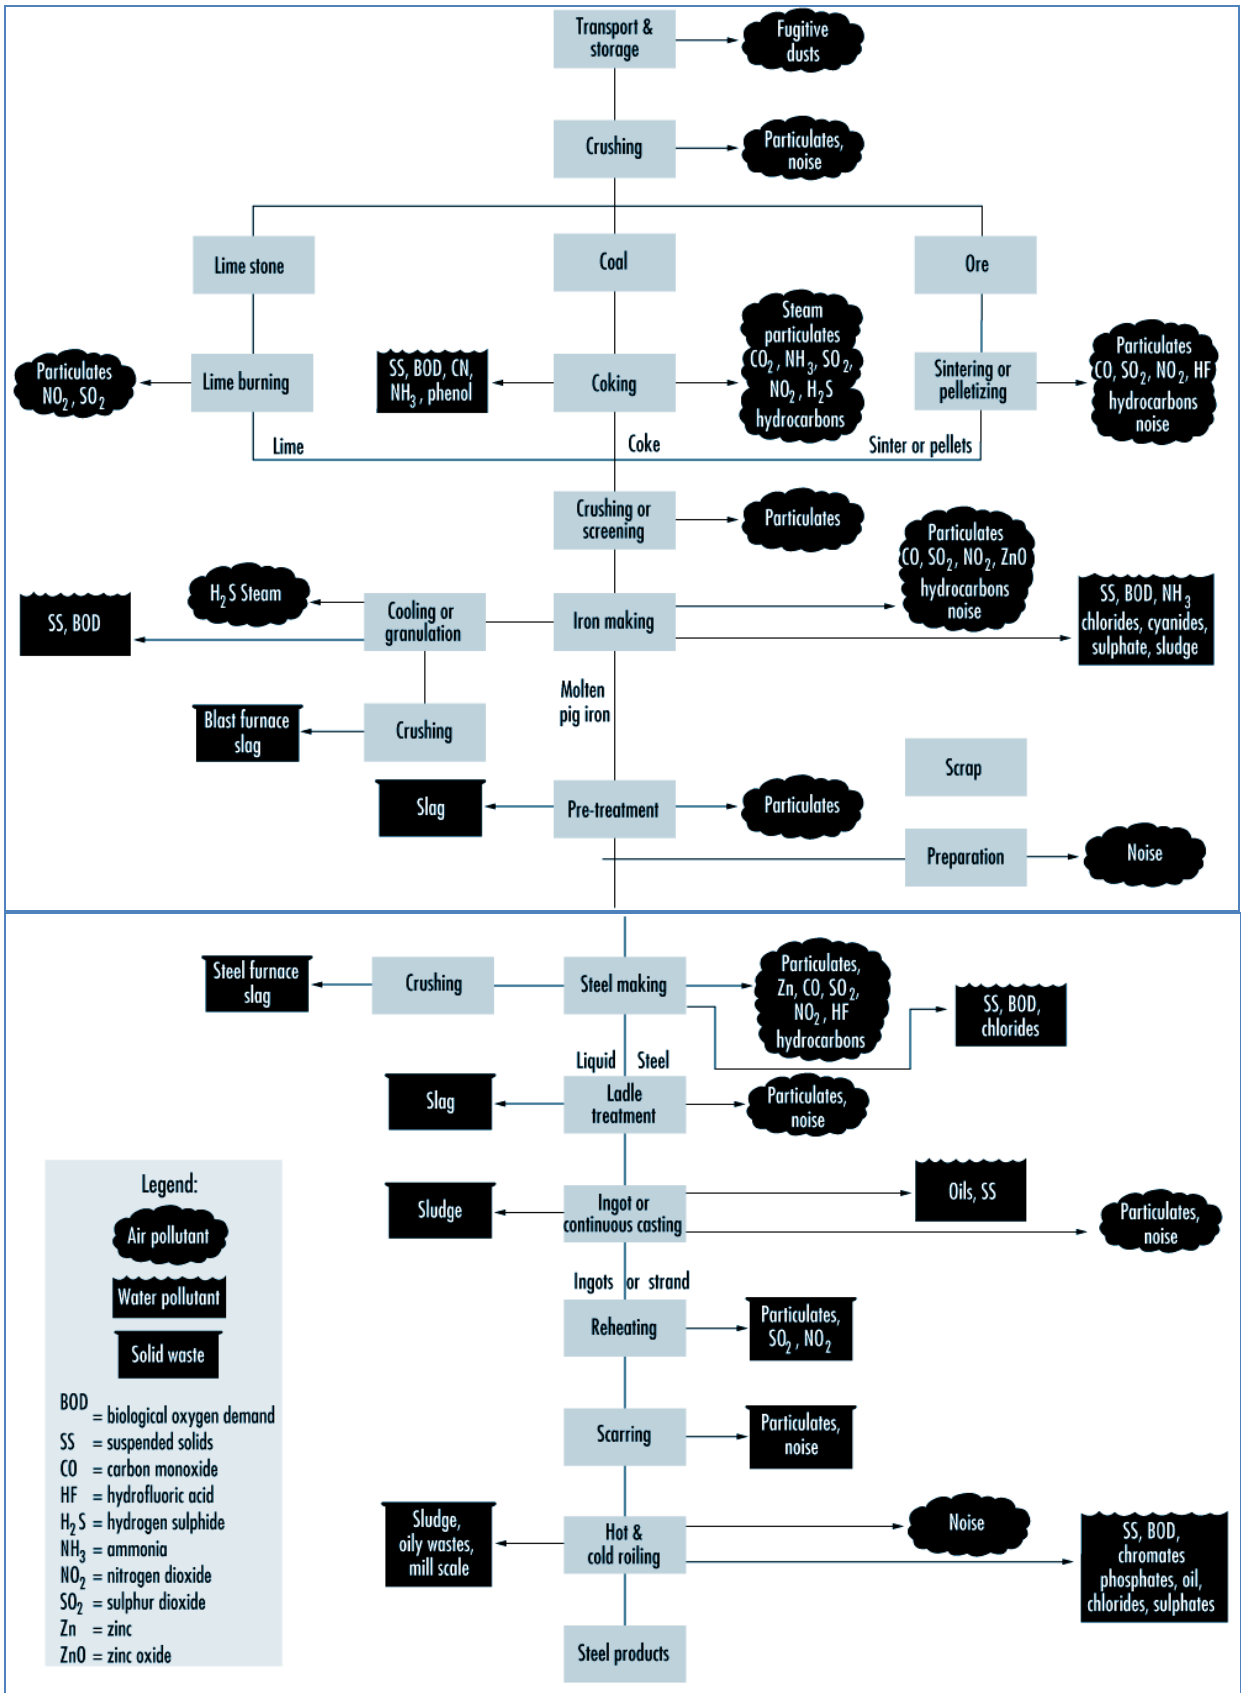 Transport &
storage
Fugitive
dusts
Crushing
Particulates,
noise
Lime stone
Coal
Ore
Particulates
NO2, SO2
Lime burning
SS, BOD, CN,
NH3, phenol
Coking
Steam
particulates
CO2, NH3, SO2,
NO2, H2S
hydrocarbons
Sintering or
pelletizing
Particulates
CO, SO2, NO2, HF
hydrocarbons
noise
Lime
Coke
Sinter or pellets
Crushing or
screening
Particulates
Particulates
CO, SO2, NO2, ZnO
hydrocarbons
noise
SS, BOD
H2S Steam
Cooling or
granulation
Iron making
SS, BOD, NH3
chlorides, cyanides,
sulphate, sludge
Molten
pig iron
Blast furnace
slag
Crushing
Scrap
Slag
Pre-treatment
Particulates
Preparation
Noise
Steel furnace
slag
Crushing
Steel making
Particulates,
Zn, CO, SO2,
NO2, HF
hydrocarbons
SS, BOD,
chlorides
Liquid Steel
Slag
Ladle
treatment
Particulates,
noise
Sludge
Ingot or
continuous casting
Oils, SS
Particulates,
noise
Ingots or strand
Reheating
Particulates,
SO2, NO2
Scarring
Particulates,
noise
Sludge,
oily wastes,
mill scale
Hot &
cold roiling
Noise
SS, BOD,
chromates
phosphates, oil,
chlorides, sulphates
Steel products
Legend:
Air pollutant
Water pollutant
Solid waste
BOD = biological oxygen demand
SS = suspended solids
CO = carbon monoxide
HF = hydrofluoric acid
H2S = hydrogen sulphide
NH3 = ammonia
NO2 = nitrogen dioxide
SO2 = sulphur dioxide
Zn = zinc
ZnO = zinc oxide